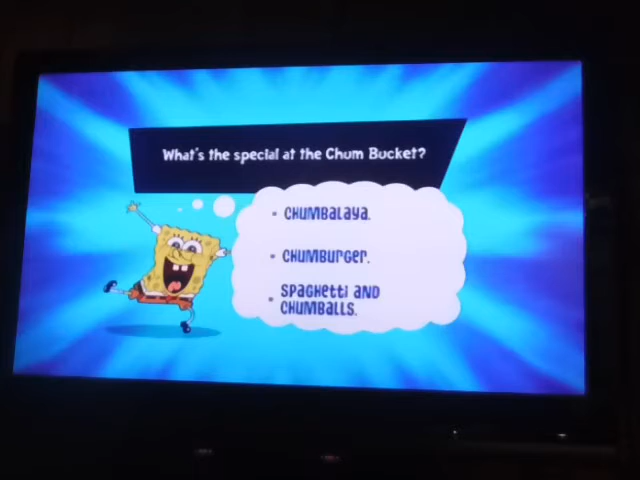 What's the special at the Chum Bucket?
• CHUMBALAYA.
• CHUMBURGER.
• SPAGHETTI AND
CHUMBALLS.